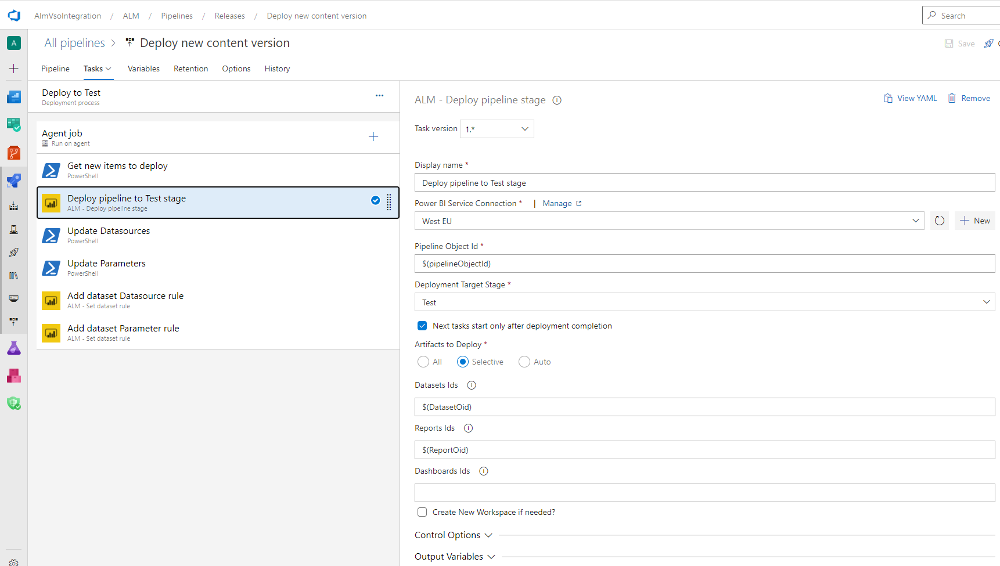 AlmVsoIntegration / ALM / Pipelines / Releases / Deploy new content version
Search
A
All pipelines > Deploy new content version
Save
Pipeline Tasks Variables Retention Options History
Deploy to Test
Deployment process
...
Agent job
Run on agent
Get new items to deploy
PowerShell
Deploy pipeline to Test stage
ALM - Deploy pipeline stage
Update Datasources
PowerShell
Update Parameters
PowerShell
Add dataset Datasource rule
ALM - Set dataset rule
Add dataset Parameter rule
ALM - Set dataset rule
ALM - Deploy pipeline stage
View YAML Remove
Task version 1.*
Display name *
Deploy pipeline to Test stage
Power BI Service Connection * | Manage
West EU
New
Pipeline Object Id *
$(pipelineObjectId)
Deployment Target Stage *
Test
Next tasks start only after deployment completion
Artifacts to Deploy *
All Selective Auto
Datasets Ids
$(DatasetOid)
Reports Ids
$(ReportOid)
Dashboards Ids
Create New Workspace if needed?
Control Options
Output Variables